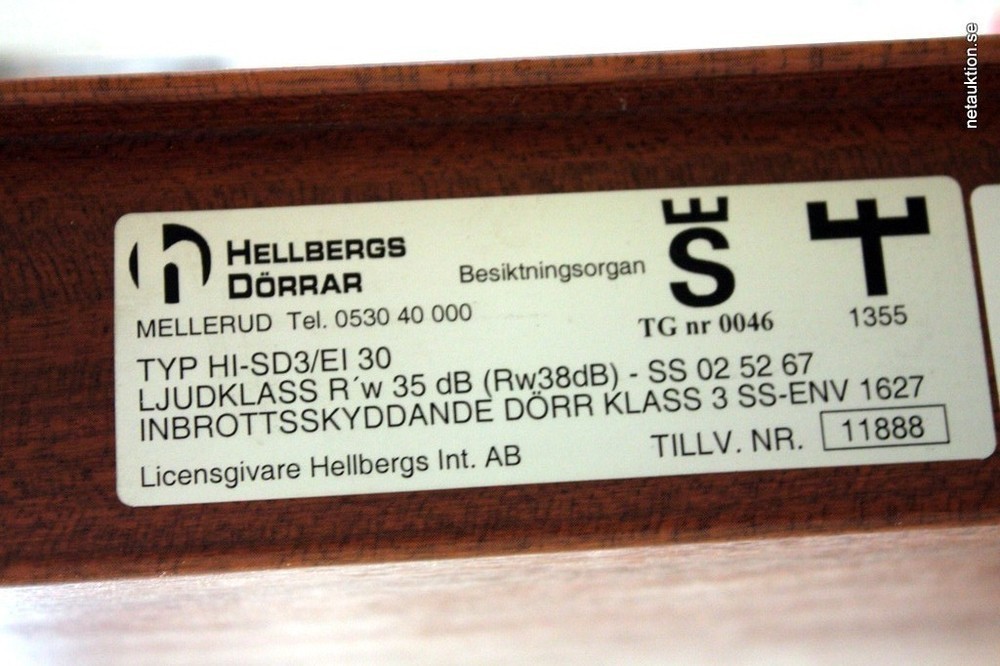 netauktion.se
h HELLBERGS
DÖRRAR
Besiktningsorgan
S
MELLERUD Tel. 0530 40 000
TG nr 0046
1355
TYP HI-SD3/EI 30
LJUDKLASS R´w 35 dB (Rw38dB) - SS 02 52 67
INBROTTSSKYDDANDE DÖRR KLASS 3 SS-ENV 1627
Licensgivare Hellbergs Int. AB
TILLV. NR. 11888